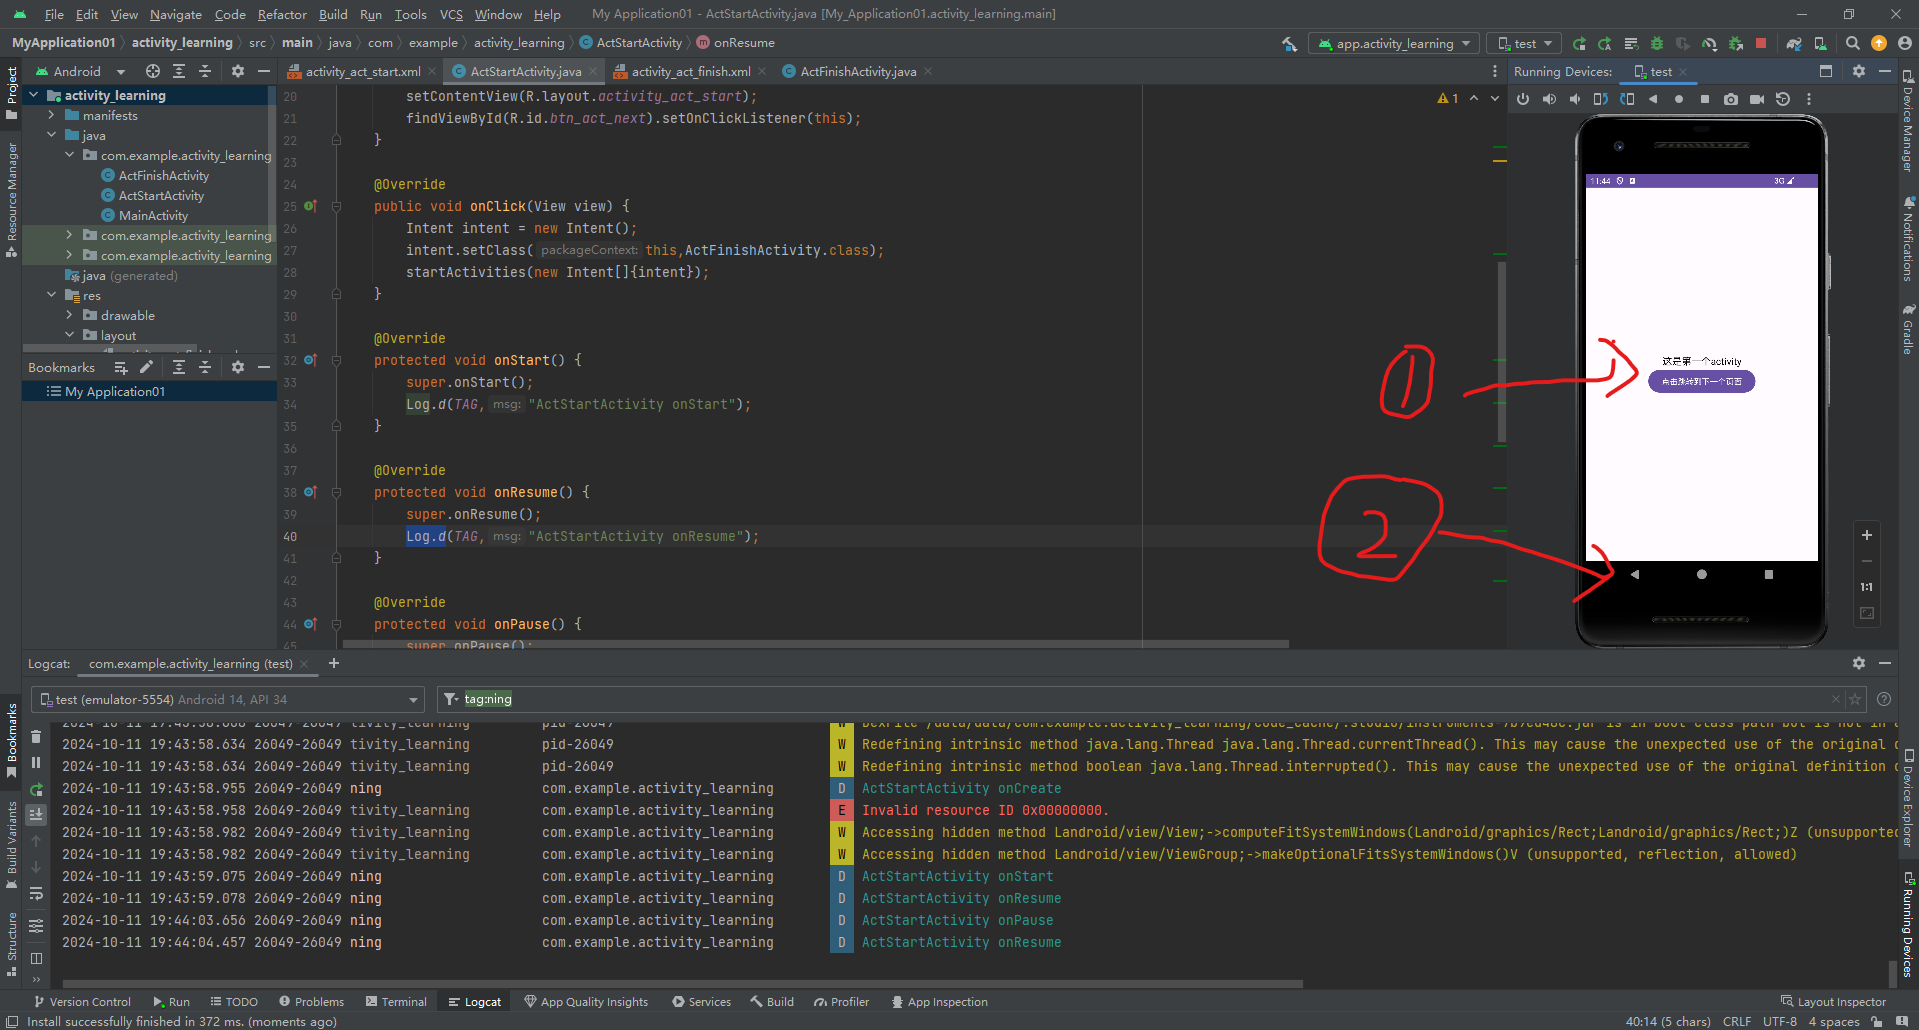 File Edit View Navigate Code Refactor Build Run Tools VCS Window Help My Application01 - ActStartActivity.java [My_Application01.activity_learning.main]
MyApplication01 activity_learning src main java com example activity_learning ActStartActivity onResume app.activity_learning test
Android activity_act_start.xml ActStartActivity.java activity_act_finish.xml ActFinishActivity.java Running Devices: test
Project
Resource Manager
activity_learning
manifests
java
com.example.activity_learning
ActFinishActivity
ActStartActivity
MainActivity
com.example.activity_learning
com.example.activity_learning
java (generated)
res
drawable
layout
Bookmarks
My Application01
20 setContentView(R.layout.activity_act_start);
21 findViewById(R.id.btn_act_next).setOnClickListener(this);
22 }
23
24 @Override
25 public void onClick(View view) {
26 Intent intent = new Intent();
27 intent.setClass( packageContext: this,ActFinishActivity.class);
28 startActivities(new Intent[]{intent});
29 }
30
31 @Override
32 protected void onStart() {
33 super.onStart();
34 Log.d(TAG, msg: "ActStartActivity onStart");
35 }
36
37 @Override
38 protected void onResume() {
39 super.onResume();
40 Log.d(TAG, msg: "ActStartActivity onResume");
41 }
42
43 @Override
44 protected void onPause() {
45 super.onPause();
1
1
2
11:44 3G
这是第一个activity
点击跳转到下一个页面
1:1
Device Manager
Notifications
Gradle
Device Explorer
Running Devices
Logcat: com.example.activity_learning (test)
test (emulator-5554) Android 14, API 34 tag:ning
2024-10-11 19:43:58.634 26049-26049 tivity_learning pid-26049 W Redefining intrinsic method java.lang.Thread java.lang.Thread.currentThread(). This may cause the unexpected use of the original
2024-10-11 19:43:58.634 26049-26049 tivity_learning pid-26049 W Redefining intrinsic method boolean java.lang.Thread.interrupted(). This may cause the unexpected use of the original definition
2024-10-11 19:43:58.955 26049-26049 ning com.example.activity_learning D ActStartActivity onCreate
2024-10-11 19:43:58.958 26049-26049 tivity_learning com.example.activity_learning E Invalid resource ID 0x00000000.
2024-10-11 19:43:58.982 26049-26049 tivity_learning com.example.activity_learning W Accessing hidden method Landroid/view/View;->computeFitSystemWindows(Landroid/graphics/Rect;Landroid/graphics/Rect;)Z (unsupported
2024-10-11 19:43:58.982 26049-26049 tivity_learning com.example.activity_learning W Accessing hidden method Landroid/view/ViewGroup;->makeOptionalFitsSystemWindows()V (unsupported, reflection, allowed)
2024-10-11 19:43:59.075 26049-26049 ning com.example.activity_learning D ActStartActivity onStart
2024-10-11 19:43:59.078 26049-26049 ning com.example.activity_learning D ActStartActivity onResume
2024-10-11 19:44:03.656 26049-26049 ning com.example.activity_learning D ActStartActivity onPause
2024-10-11 19:44:04.457 26049-26049 ning com.example.activity_learning D ActStartActivity onResume
Bookmarks
Build Variants
Structure
Version Control Run TODO Problems Terminal Logcat App Quality Insights Services Build Profiler App Inspection Layout Inspector
Install successfully finished in 372 ms. (moments ago) 40:14 (5 chars) CRLF UTF-8 4 spaces